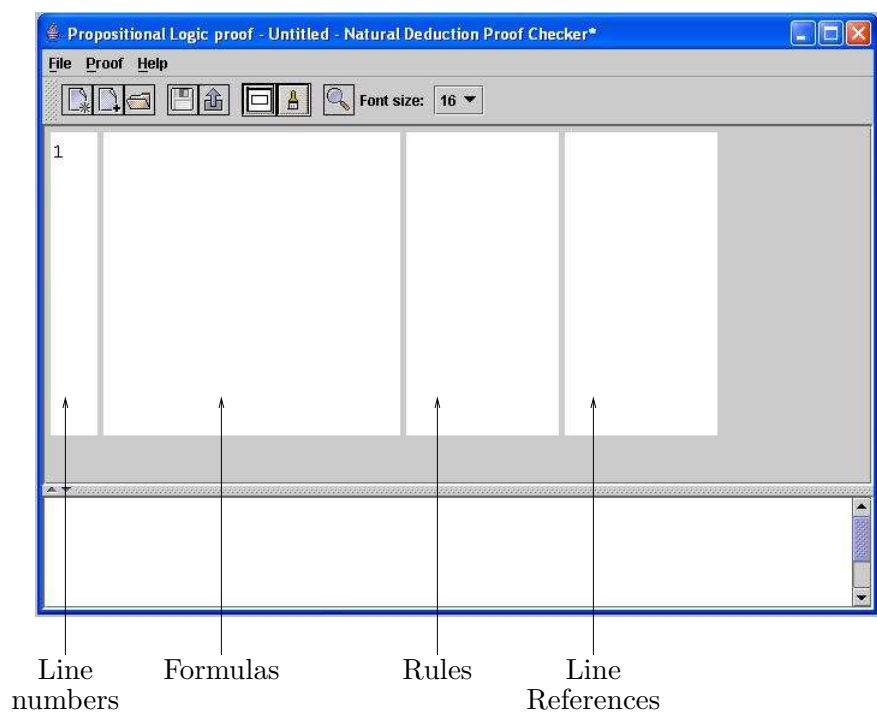 Propositional Logic proof - Untitled - Natural Deduction Proof Checker*
File Proof Help
Font size: 16
1
Line numbers
Formulas
Rules
Line References